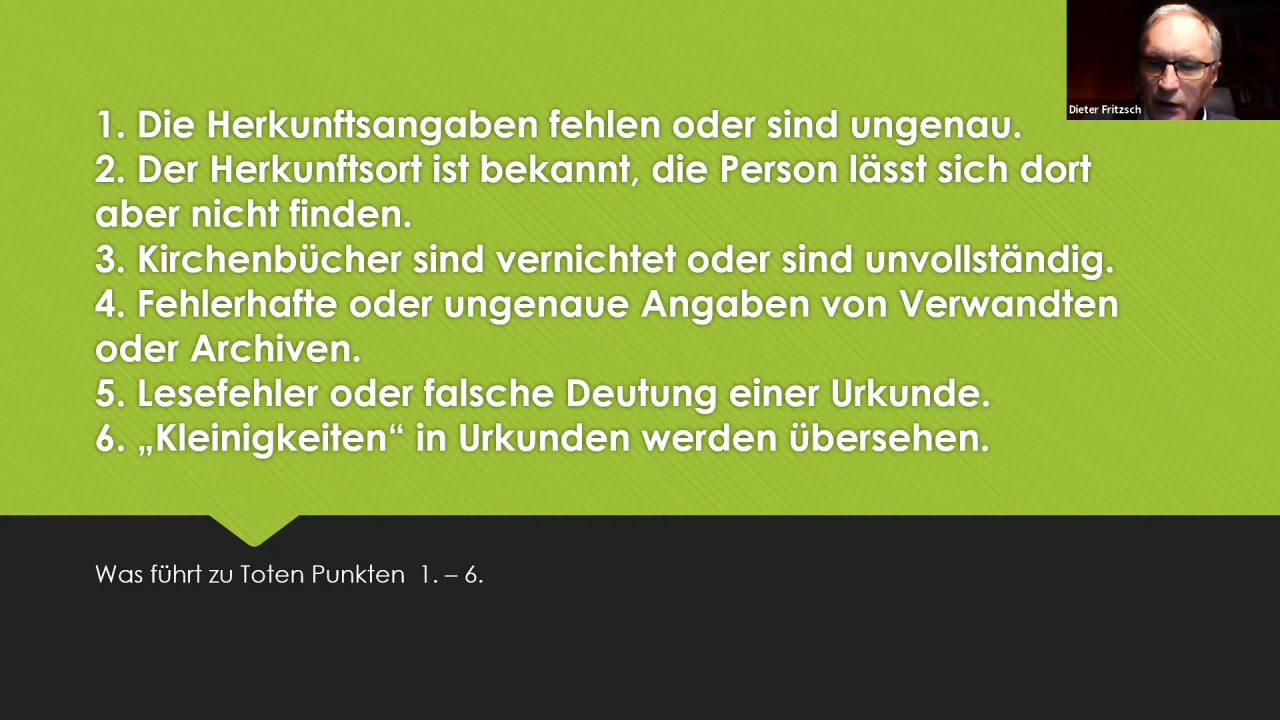 Dieter Fritzsch
1. Die Herkunftsangaben fehlen oder sind ungenau.
2. Der Herkunftsort ist bekannt, die Person lässt sich dort
aber nicht finden.
3. Kirchenbücher sind vernichtet oder sind unvollständig.
4. Fehlerhafte oder ungenaue Angaben von Verwandten
oder Archiven.
5. Lesefehler oder falsche Deutung einer Urkunde.
6. „Kleinigkeiten“ in Urkunden werden übersehen.
Was führt zu Toten Punkten 1. – 6.